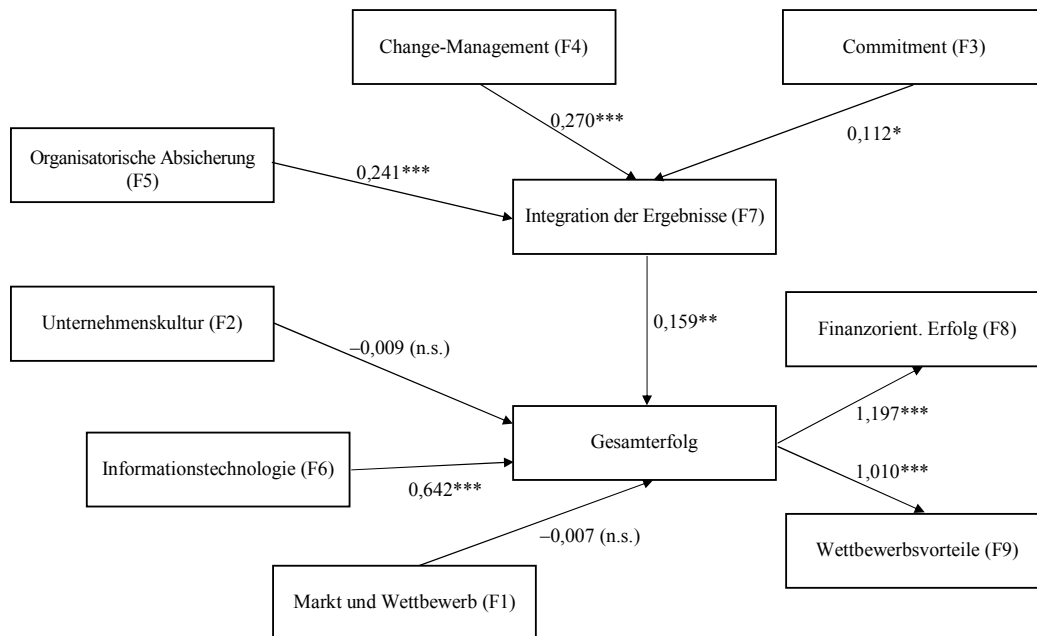 Change-Management (F4)
Commitment (F3)
0,270***
0,112*
Organisatorische Absicherung
(F5)
0,241***
Integration der Ergebnisse (F7)
Unternehmenskultur (F2)
–0,009 (n.s.)
0,159**
Finanzorient. Erfolg (F8)
1,197***
Gesamterfolg
Informationstechnologie (F6)
0,642***
1,010***
–0,007 (n.s.)
Wettbewerbsvorteile (F9)
Markt und Wettbewerb (F1)